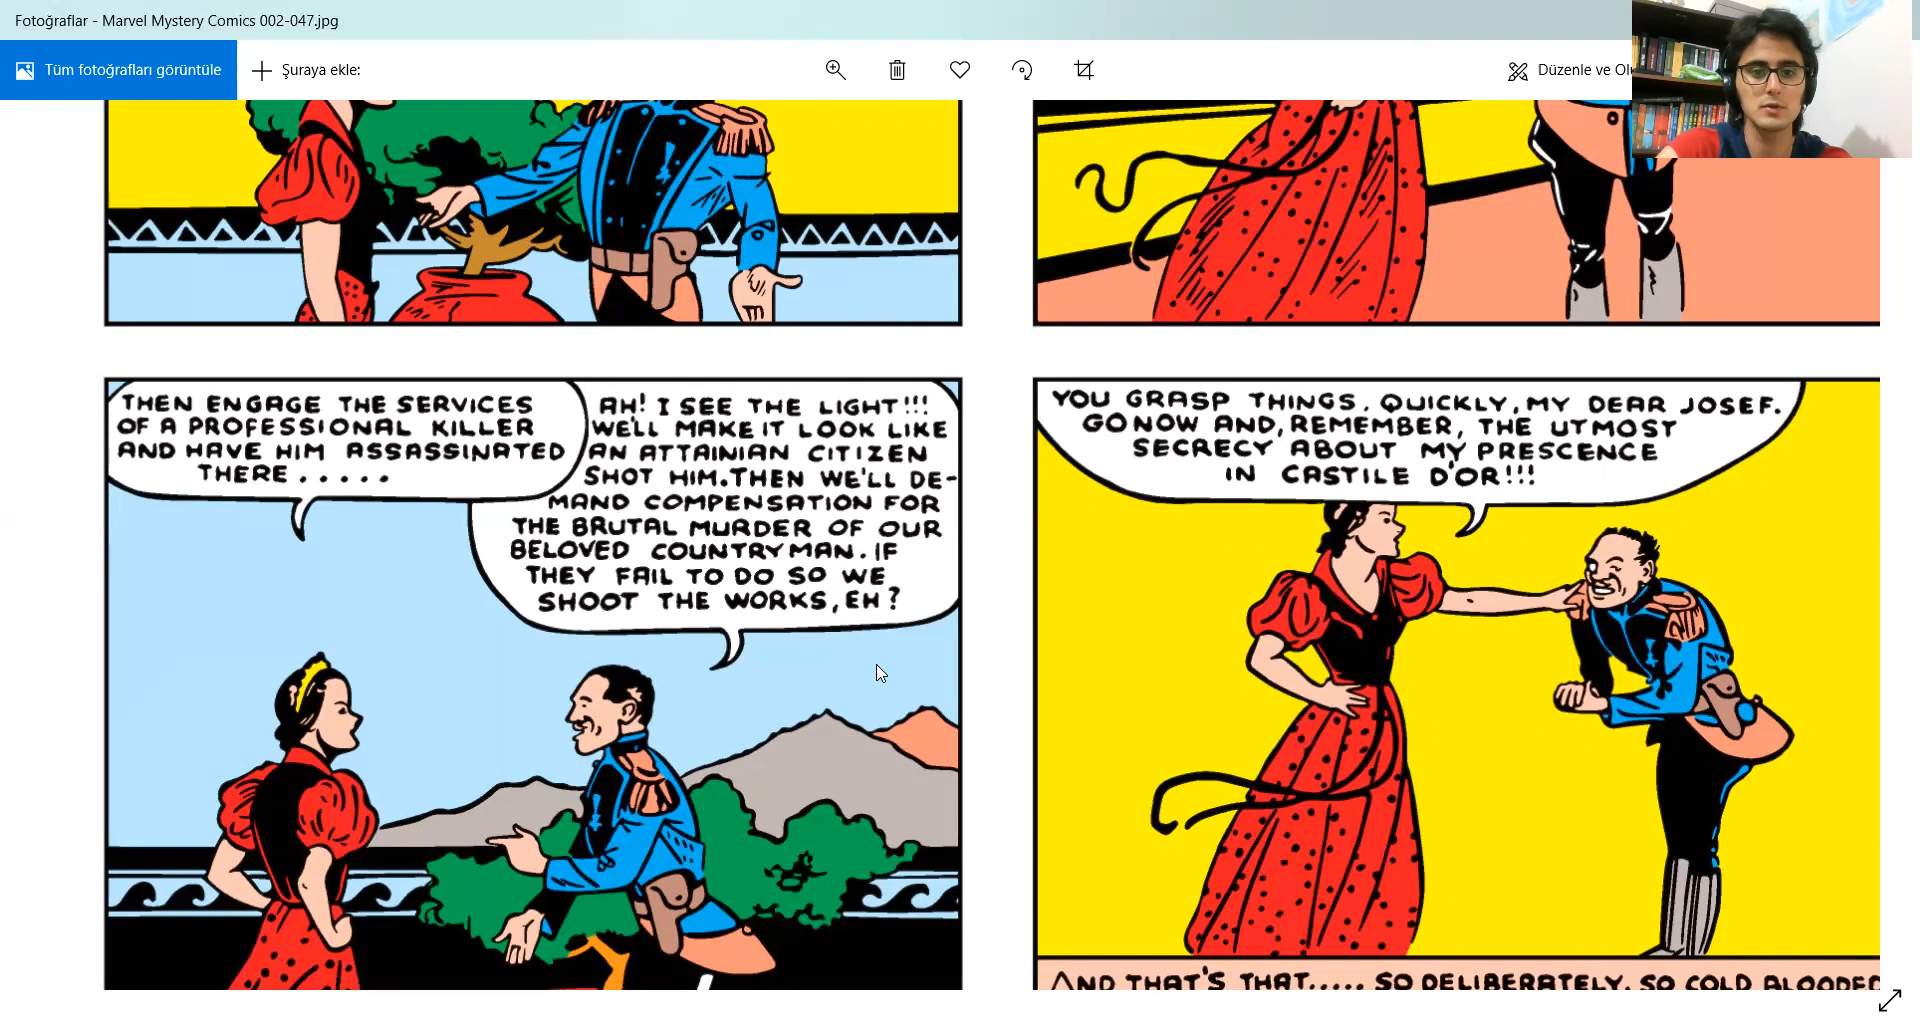 Fotoğraflar - Marvel Mystery Comics 002-047.jpg
Tüm fotoğrafları görüntüle
Şuraya ekle:
Düzenle ve Olu
THEN ENGAGE THE SERVICES
OF A PROFESSIONAL KILLER
AND HAVE HIM ASSASSINATED
THERE.....
AH! I SEE THE LIGHT!!!
WE'LL MAKE IT LOOK LIKE
AN ATTAINIAN CITIZEN
SHOT HIM. THEN WE'LL DE-
MAND COMPENSATION FOR
THE BRUTAL MURDER OF OUR
BELOVED COUNTRYMAN. IF
THEY FAIL TO DO SO WE
SHOOT THE WORKS, EH?
YOU GRASP THINGS, QUICKLY, MY DEAR JOSEF.
GO NOW AND, REMEMBER, THE UTMOST
SECRECY ABOUT MY PRESCENCE
IN CASTILE D'OR!!!
AND THAT'S THAT..... SO DELIBERATELY, SO COLD BLOODED